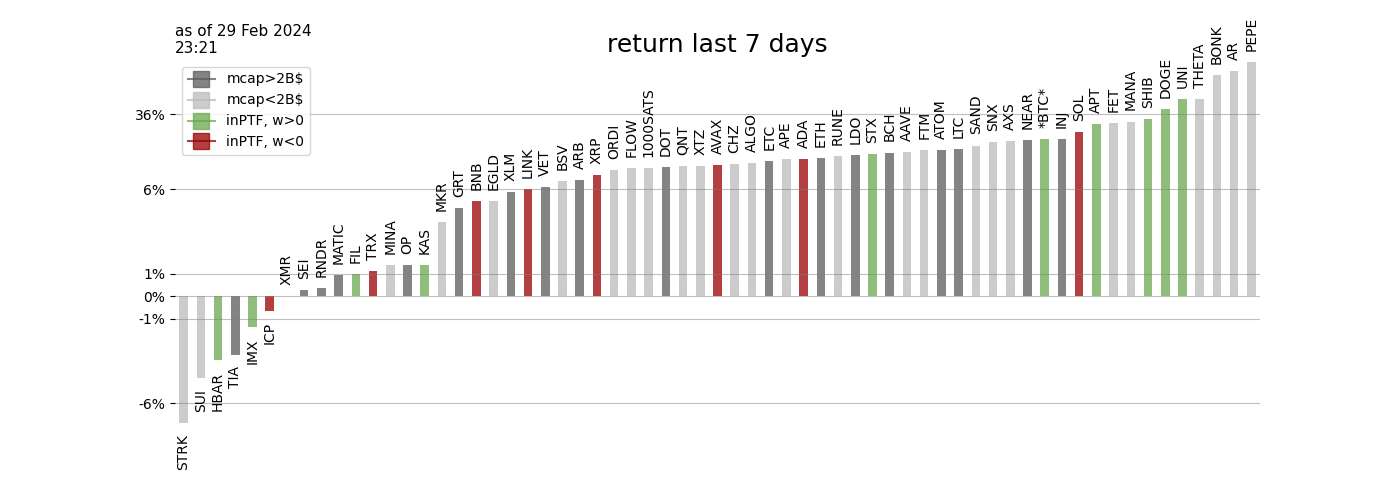 as of 29 Feb 2024
23:21
return last 7 days
mcap>2B$
mcap<2B$
inPTF, w>0
inPTF, w<0
36%
6%
1%
0%
-1%
-6%
STRK
SUI
HBAR
TIA
IMX
ICP
XMR
SEI
RNDR
MATIC
FIL
TRX
MINA
OP
KAS
MKR
GRT
BNB
EGLD
XLM
LINK
VET
BSV
ARB
XRP
ORDI
FLOW
1000SATS
DOT
QNT
XTZ
AVAX
CHZ
ALGO
ETC
APE
ADA
ETH
RUNE
LDO
STX
BCH
AAVE
FTM
ATOM
LTC
SAND
SNX
AXS
NEAR
*BTC*
INJ
SOL
APT
FET
MANA
SHIB
DOGE
UNI
THETA
BONK
AR
PEPE